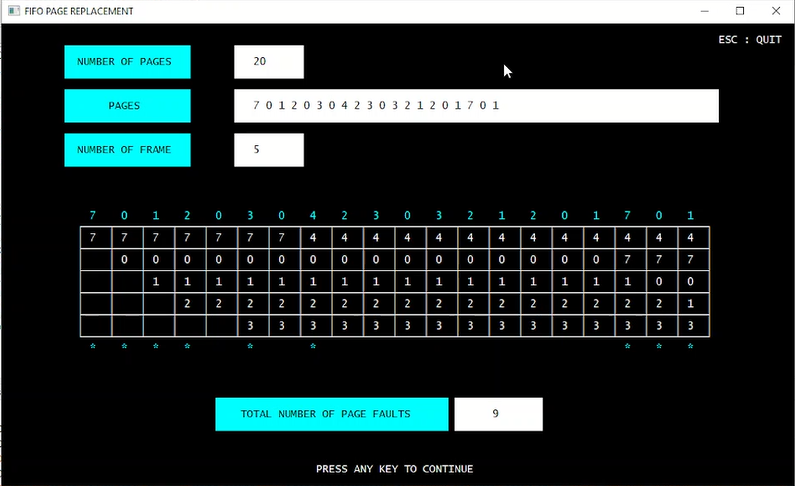 FIFO PAGE REPLACEMENT
ESC : QUIT
NUMBER OF PAGES 20
PAGES 7 0 1 2 0 3 0 4 2 3 0 3 2 1 2 0 1 7 0 1
NUMBER OF FRAME 5
7 0 1 2 0 3 0 4 2 3 0 3 2 1 2 0 1 7 0 1
7 7 7 7 7 7 7 4 4 4 4 4 4 4 4 4 4 4 4 4
0 0 0 0 0 0 0 0 0 0 0 0 0 0 0 0 7 7 7
1 1 1 1 1 1 1 1 1 1 1 1 1 1 1 1 0 0
2 2 2 2 2 2 2 2 2 2 2 2 2 2 2 2 1
3 3 3 3 3 3 3 3 3 3 3 3 3 3 3
* * * * * * * * *
TOTAL NUMBER OF PAGE FAULTS 9
PRESS ANY KEY TO CONTINUE